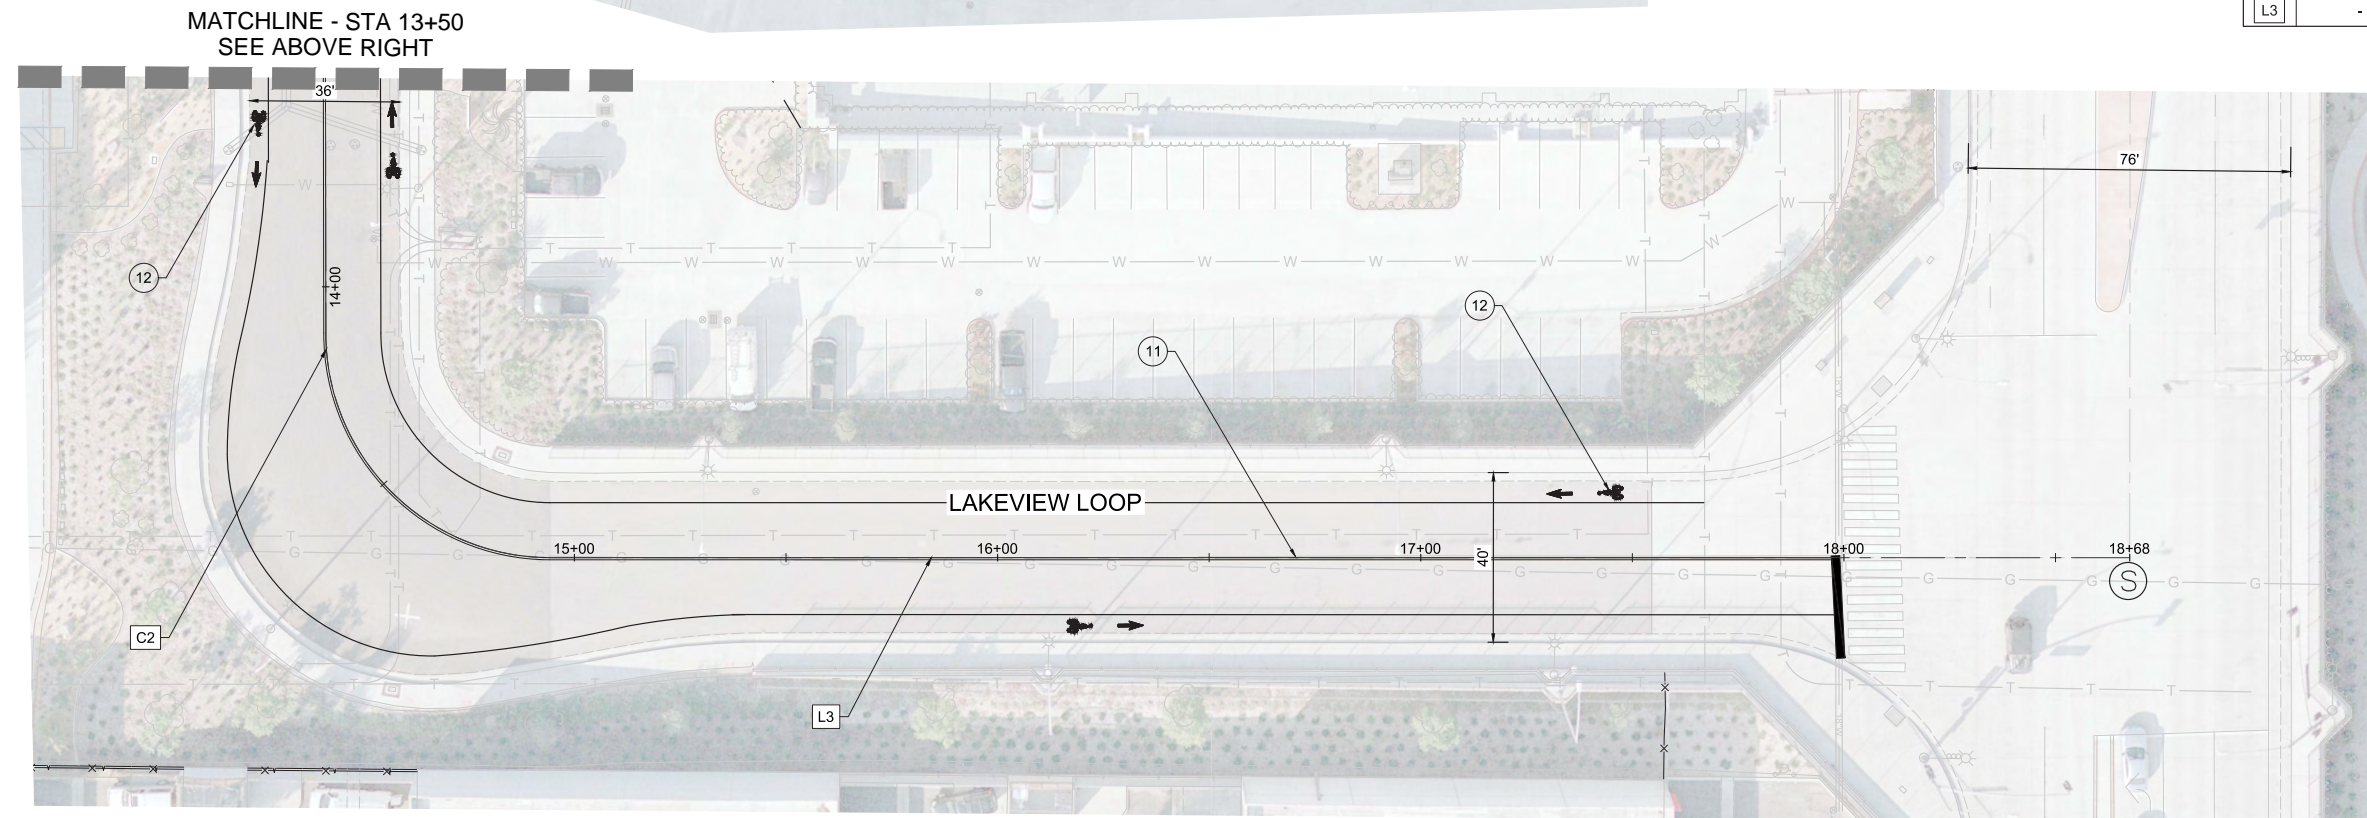 MATCHLINE - STA 13+50
SEE ABOVE RIGHT
L3 -
36'
76'
W
12
14+00
T T T T T T
W W W W W W W W W W W W W
12
11
LAKEVIEW LOOP
T T T T T T T T T T T T T T
15+00 16+00 17+00 18+00 18+68
40'
G G G G G G G G G G G G G G G G G G G G G G
S
C2
T T T T T T T T T T
L3